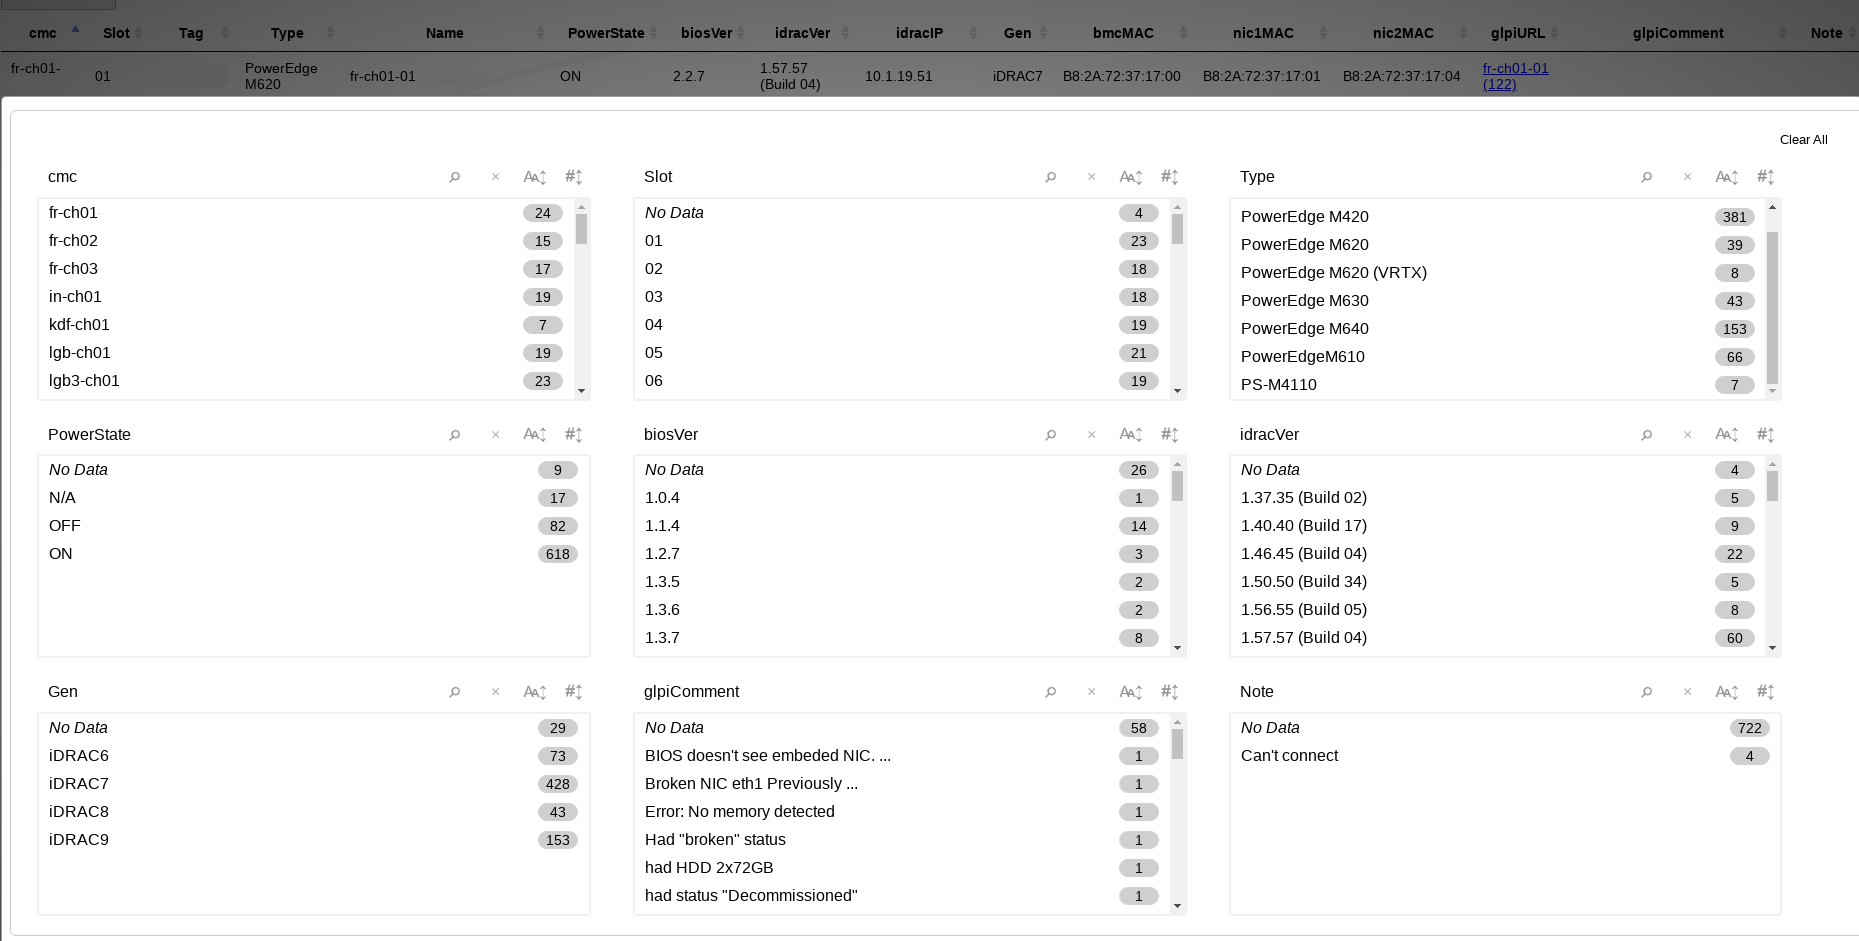 cmc Slot Tag Type Name PowerState biosVer idracVer idracIP Gen bmcMAC nic1MAC nic2MAC glpiURL glpiComment Note
fr-ch01- 01 PowerEdge M620 fr-ch01-01 ON 2.2.7 1.57.57 (Build 04) 10.1.19.51 iDRAC7 B8:2A:72:37:17:00 B8:2A:72:37:17:01 B8:2A:72:37:17:04 fr-ch01-01 (122)
Clear All
cmc
fr-ch01 24
fr-ch02 15
fr-ch03 17
in-ch01 19
kdf-ch01 7
lgb-ch01 19
lgb3-ch01 23
Slot
No Data 4
01 23
02 18
03 18
04 19
05 21
06 19
Type
PowerEdge M420 381
PowerEdge M620 39
PowerEdge M620 (VRTX) 8
PowerEdge M630 43
PowerEdge M640 153
PowerEdgeM610 66
PS-M4110 7
PowerState
No Data 9
N/A 17
OFF 82
ON 618
biosVer
No Data 26
1.0.4 1
1.1.4 14
1.2.7 3
1.3.5 2
1.3.6 2
1.3.7 8
idracVer
No Data 4
1.37.35 (Build 02) 5
1.40.40 (Build 17) 9
1.46.45 (Build 04) 22
1.50.50 (Build 34) 5
1.56.55 (Build 05) 8
1.57.57 (Build 04) 60
Gen
No Data 29
iDRAC6 73
iDRAC7 428
iDRAC8 43
iDRAC9 153
glpiComment
No Data 58
BIOS doesn't see embeded NIC. ... 1
Broken NIC eth1 Previously ... 1
Error: No memory detected 1
Had "broken" status 1
had HDD 2x72GB 1
had status "Decommissioned" 1
Note
No Data 722
Can't connect 4